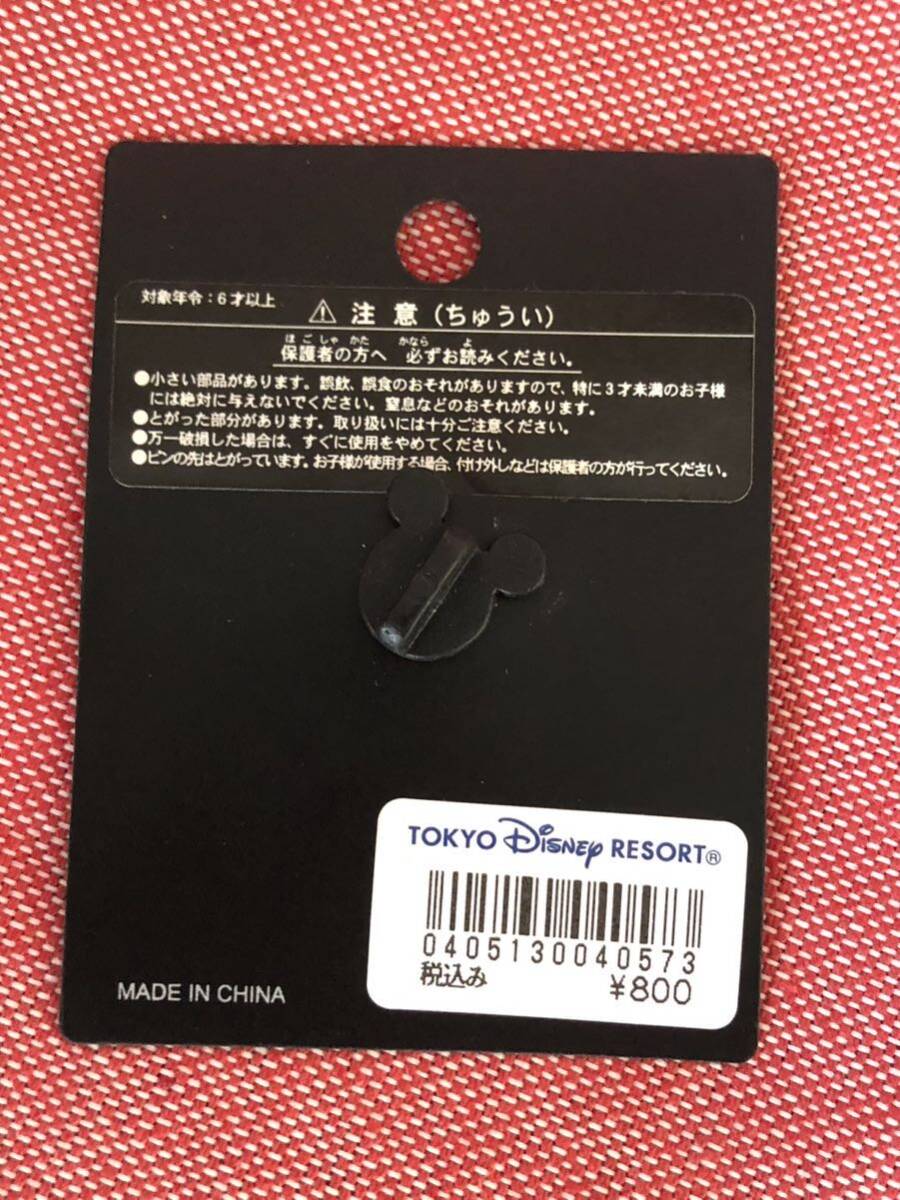 対象年令：6才以上
⚠ 注意（ちゅうい）
ほごしゃ かた かなら よ
保護者の方へ 必ずお読みください。
●小さい部品があります。誤飲、誤食のおそれがありますので、特に3才未満のお子様
には絶対に与えないでください。窒息などのおそれがあります。
●とがった部分があります。取り扱いには十分ご注意ください。
●万一破損した場合は、すぐに使用をやめてください。
●ピンの先はとがっています。お子様が使用する場合、付け外しなどは保護者の方が行ってください。
TOKYO Disney RESORT®
0405130040573
税込み ¥800
MADE IN CHINA